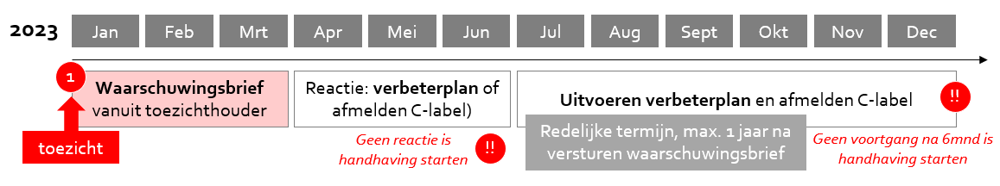 2023 Jan Feb Mrt Apr Mei Jun Jul Aug Sept Okt Nov Dec
1
Waarschuwingsbrief
vanuit toezichthouder
toezicht
Reactie: verbeterplan of
afmelden C-label)
Geen reactie is
handhaving starten
!!
Uitvoeren verbeterplan en afmelden C-label
!!
Redelijke termijn, max. 1 jaar na
versturen waarschuwingsbrief
Geen voortgang na 6mnd is
handhaving starten